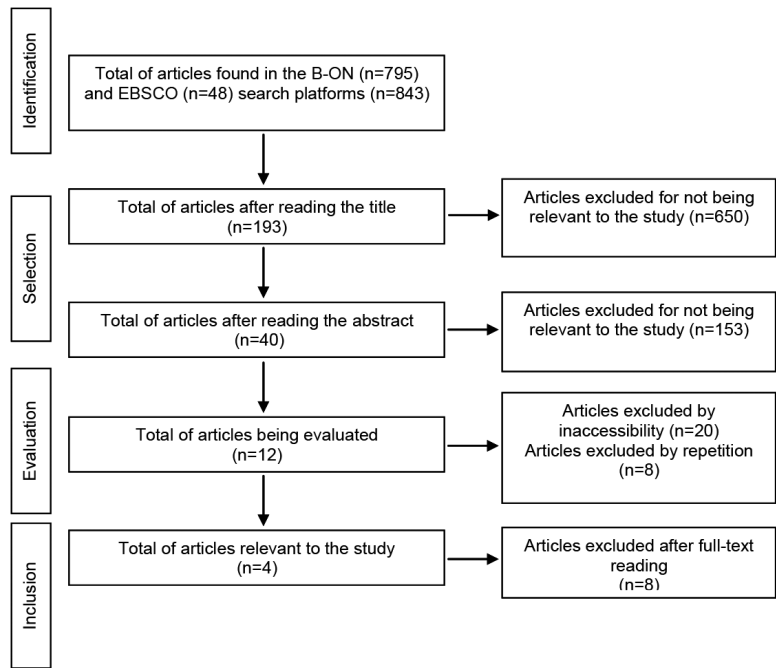 Identification
Total of articles found in the B-ON (n=795)
and EBSCO (n=48) search platforms (n=843)
Selection
Total of articles after reading the title
(n=193)
Articles excluded for not being
relevant to the study (n=650)
Total of articles after reading the abstract
(n=40)
Articles excluded for not being
relevant to the study (n=153)
Evaluation
Total of articles being evaluated
(n=12)
Articles excluded by
inaccessibility (n=20)
Articles excluded by repetition
(n=8)
Inclusion
Total of articles relevant to the study
(n=4)
Articles excluded after full-text
reading
(n=8)